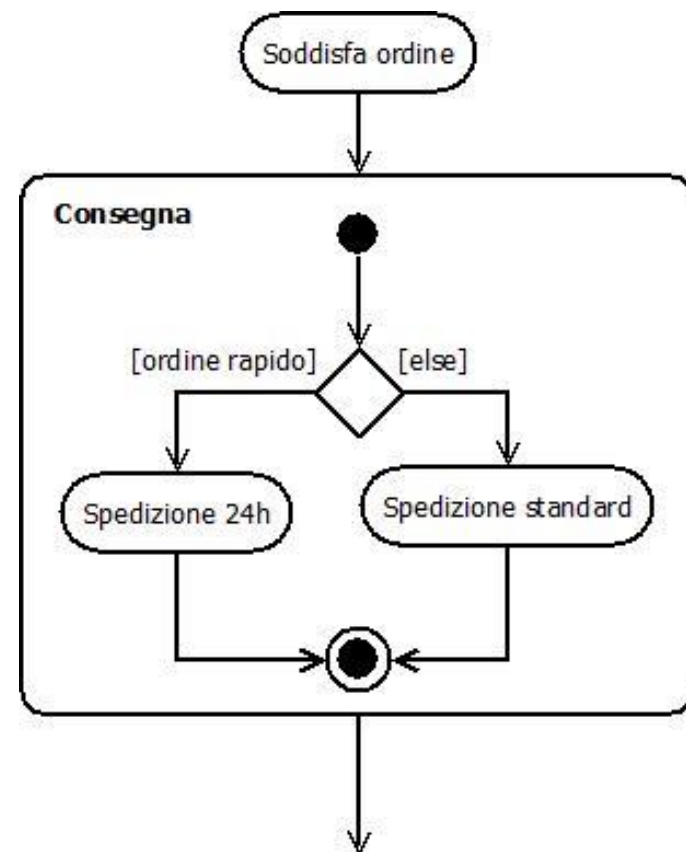 Soddisfa ordine
Consegna
[ordine rapido] [else]
Spedizione 24h
Spedizione standard